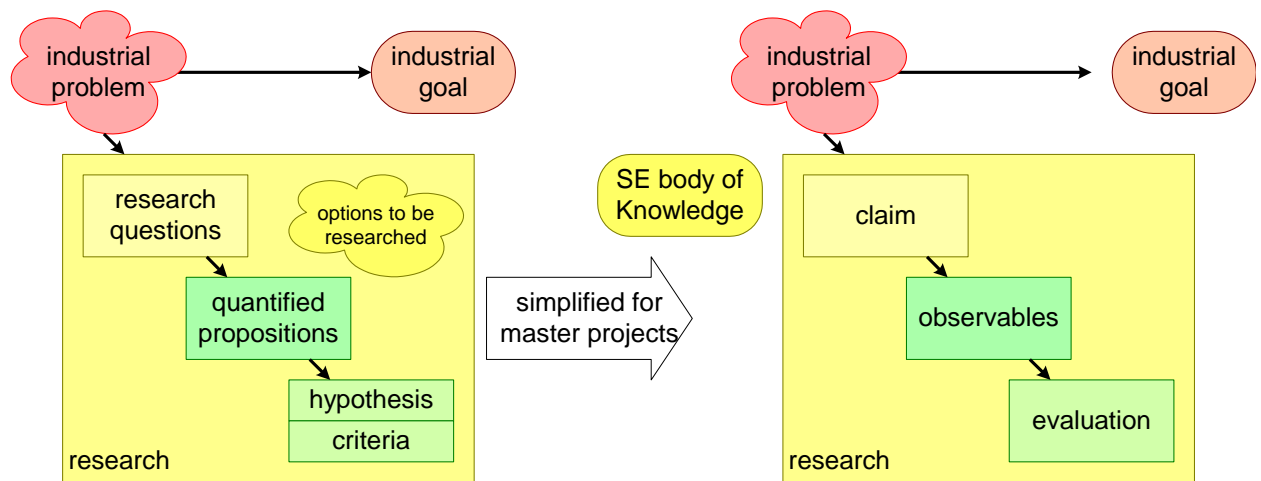 industrial
problem
industrial
goal
research
questions
options to be
researched
quantified
propositions
hypothesis
criteria
research
SE body of
Knowledge
simplified for
master projects
industrial
problem
industrial
goal
claim
observables
evaluation
research